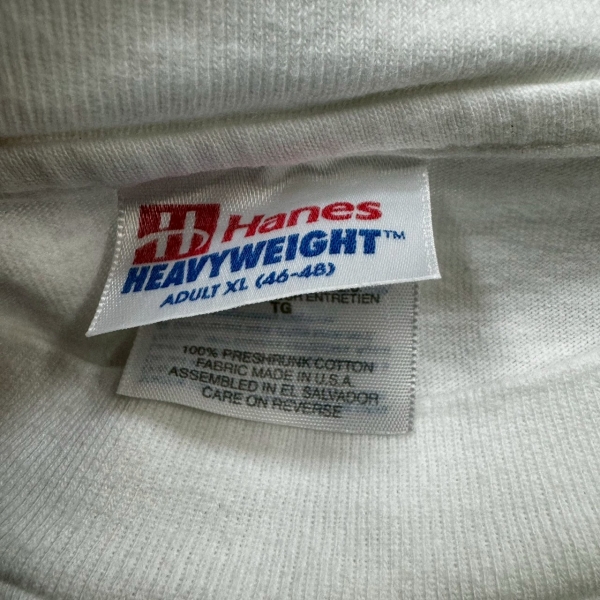 Hanes
HEAVYWEIGHT™
ADULT XL (46-48)
ENTRETIEN
TG
100% PRESHRUNK COTTON
FABRIC MADE IN U.S.A.
ASSEMBLED IN EL SALVADOR
CARE ON REVERSE